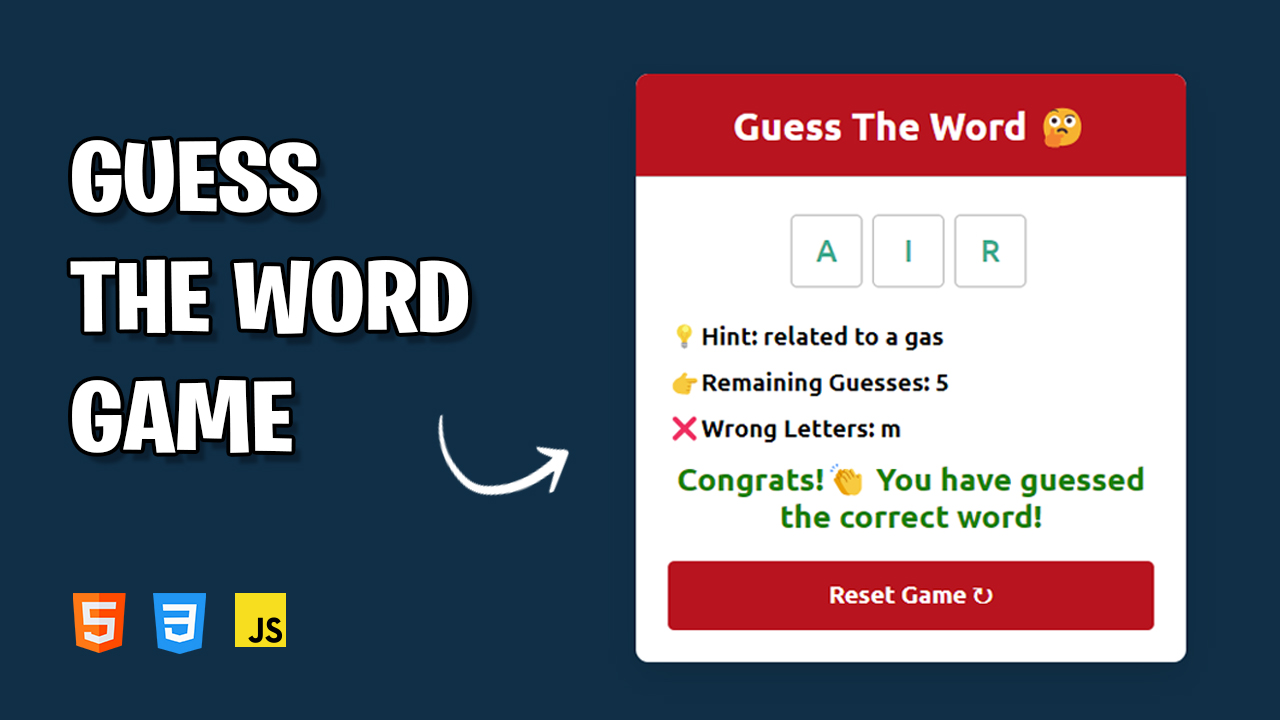 GUESS
THE WORD
GAME
5
3
JS
Guess The Word 🤔
A I R
💡Hint: related to a gas
👉Remaining Guesses: 5
❌Wrong Letters: m
Congrats!👏 You have guessed
the correct word!
Reset Game ↻